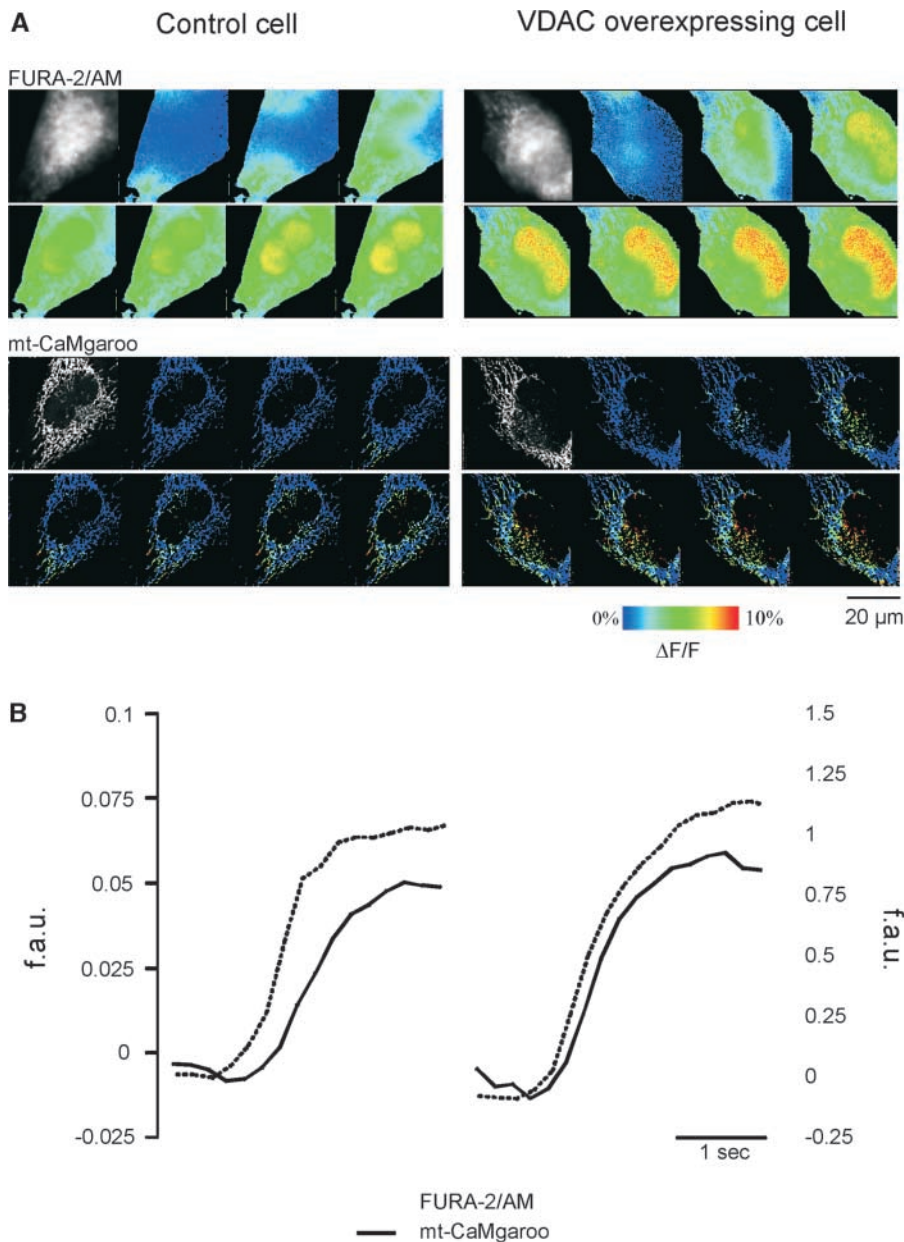 A
Control cell
VDAC overexpressing cell
FURA-2/AM
mt-CaMgaroo
0%
10%
ΔF/F
20 µm
B
0.1
0.075
0.05
0.025
0
-0.025
f.a.u.
1.5
1.25
1
0.75
0.5
0.25
0
-0.25
f.a.u.
1 sec
FURA-2/AM
mt-CaMgaroo